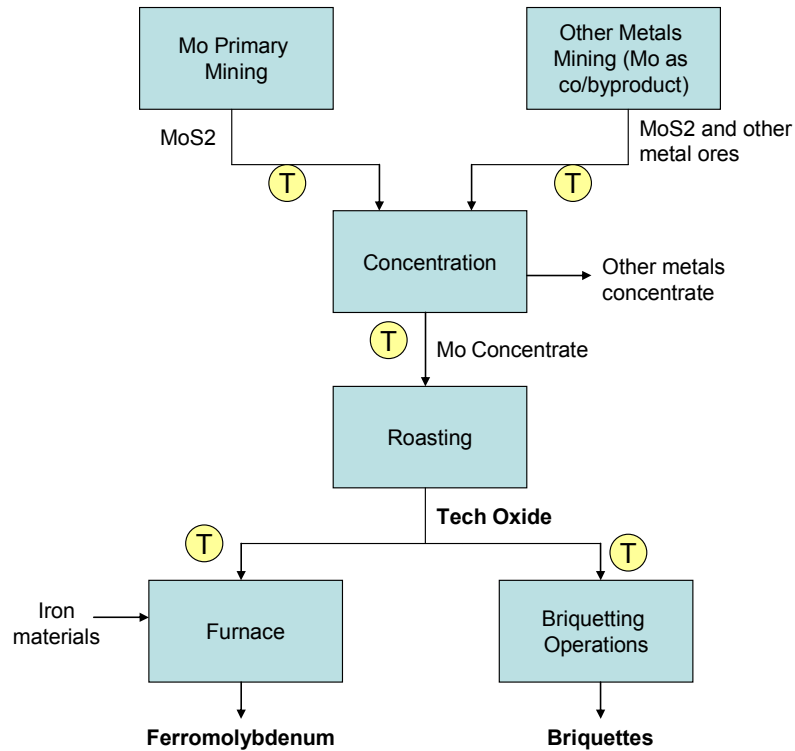 Mo Primary
Mining
Other Metals
Mining (Mo as
co/byproduct)
MoS2
MoS2 and other
metal ores
T
T
Concentration
Other metals
concentrate
T
Mo Concentrate
Roasting
Tech Oxide
T
T
Iron
materials
Furnace
Briquetting
Operations
Ferromolybdenum
Briquettes